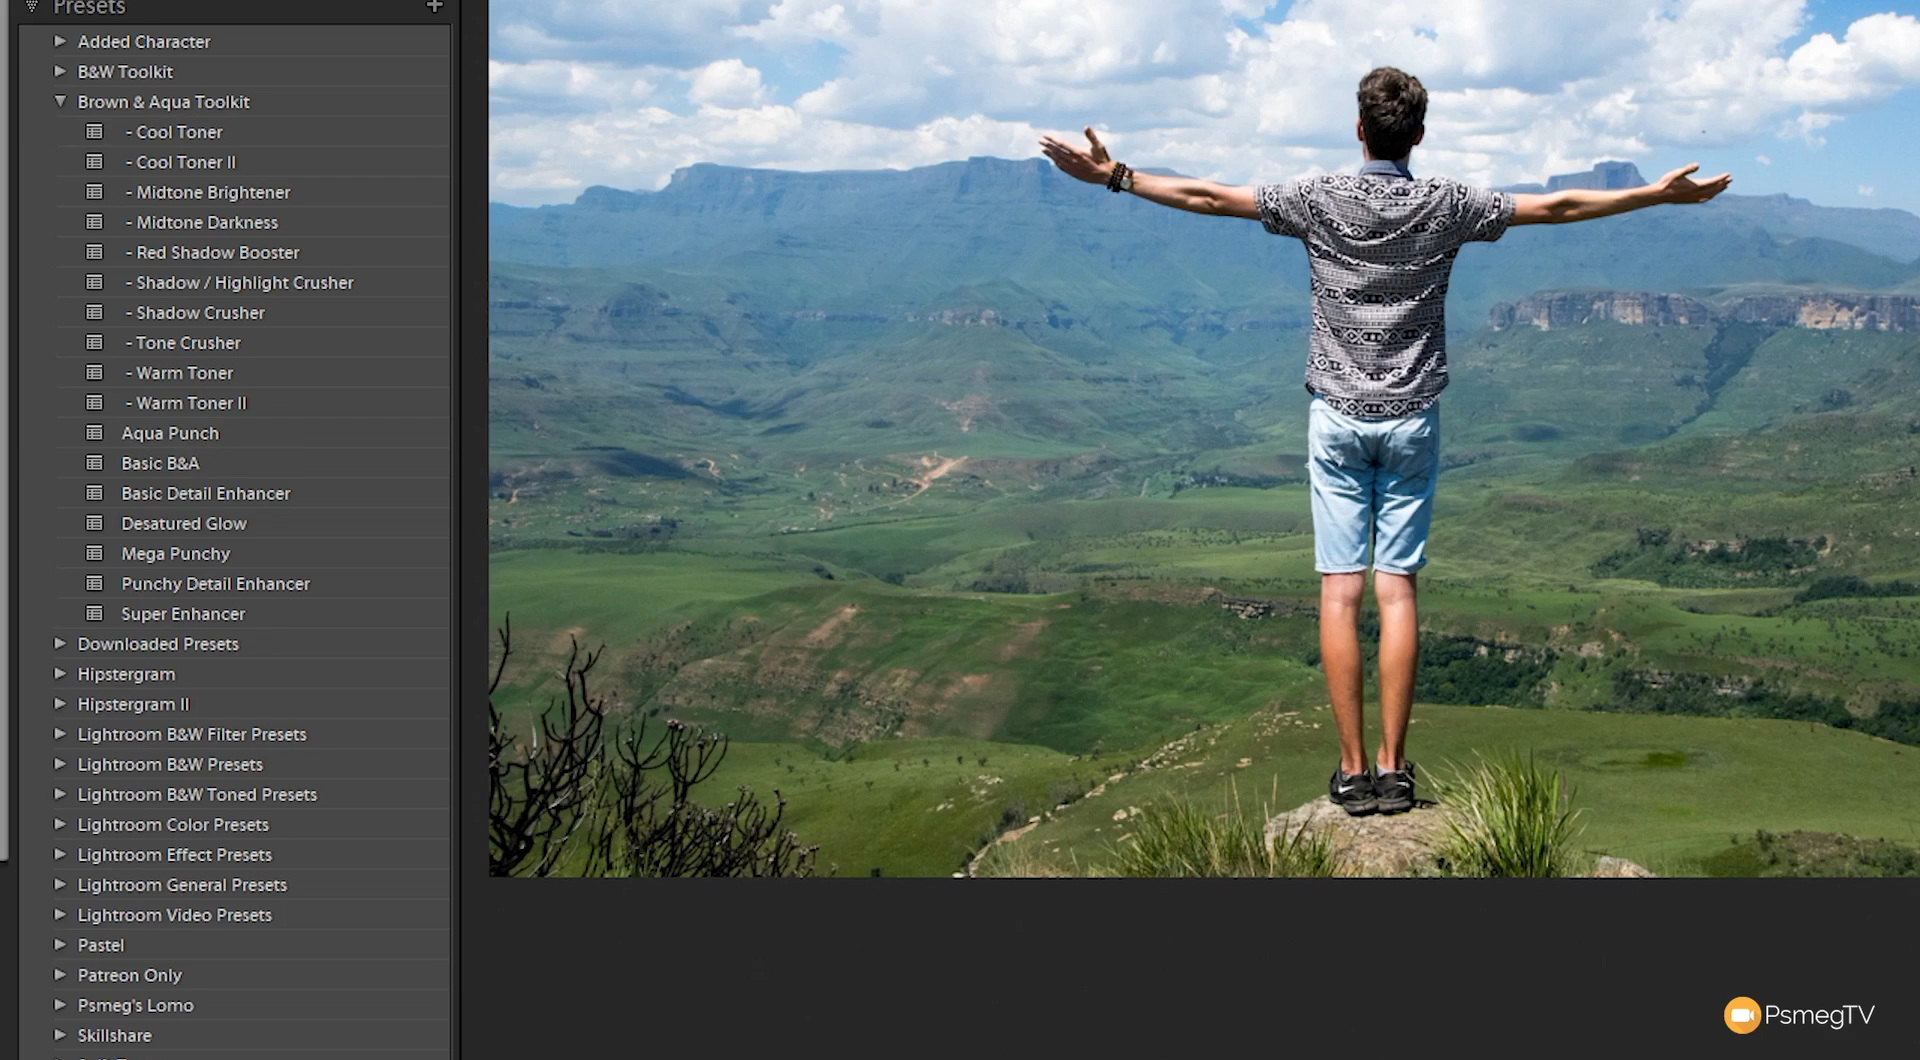 Presets +
Added Character
B&W Toolkit
Brown & Aqua Toolkit
- Cool Toner
- Cool Toner II
- Midtone Brightener
- Midtone Darkness
- Red Shadow Booster
- Shadow / Highlight Crusher
- Shadow Crusher
- Tone Crusher
- Warm Toner
- Warm Toner II
Aqua Punch
Basic B&A
Basic Detail Enhancer
Desatured Glow
Mega Punchy
Punchy Detail Enhancer
Super Enhancer
Downloaded Presets
Hipstergram
Hipstergram II
Lightroom B&W Filter Presets
Lightroom B&W Presets
Lightroom B&W Toned Presets
Lightroom Color Presets
Lightroom Effect Presets
Lightroom General Presets
Lightroom Video Presets
Pastel
Patreon Only
Psmeg's Lomo
Skillshare
PsmegTV